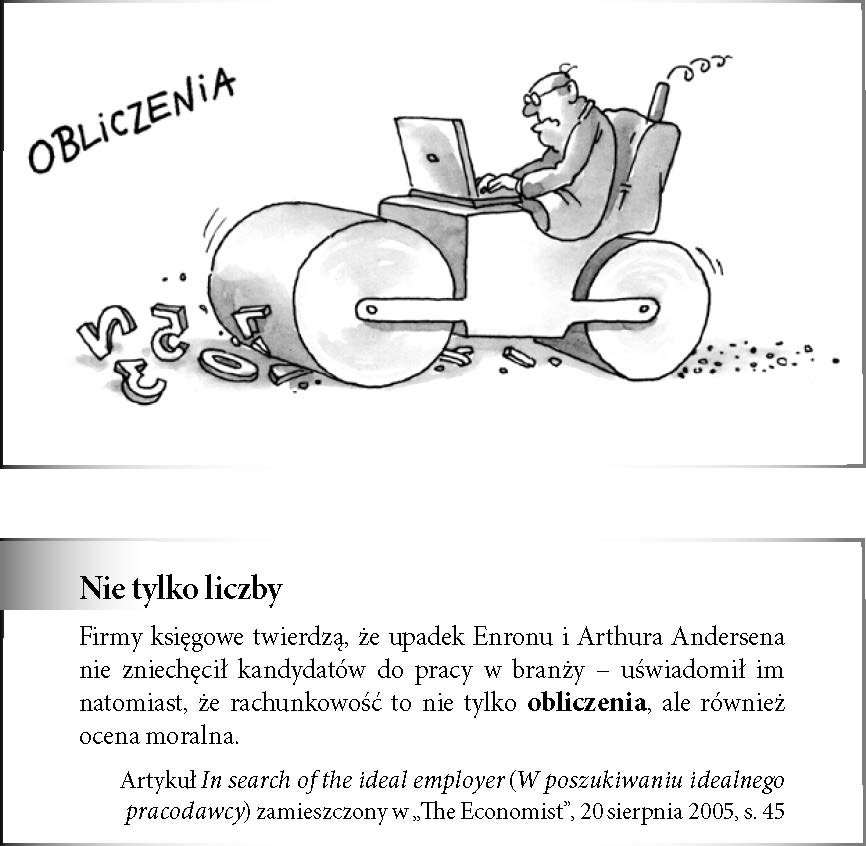 OBLICZENiA
Nie tylko liczby
Firmy księgowe twierdzą, że upadek Enronu i Arthura Andersena
nie zniechęcił kandydatów do pracy w branży – uświadomił im
natomiast, że rachunkowość to nie tylko obliczenia, ale również
ocena moralna.
Artykuł In search of the ideal employer (W poszukiwaniu idealnego
pracodawcy) zamieszczony w „The Economist”, 20 sierpnia 2005, s. 45